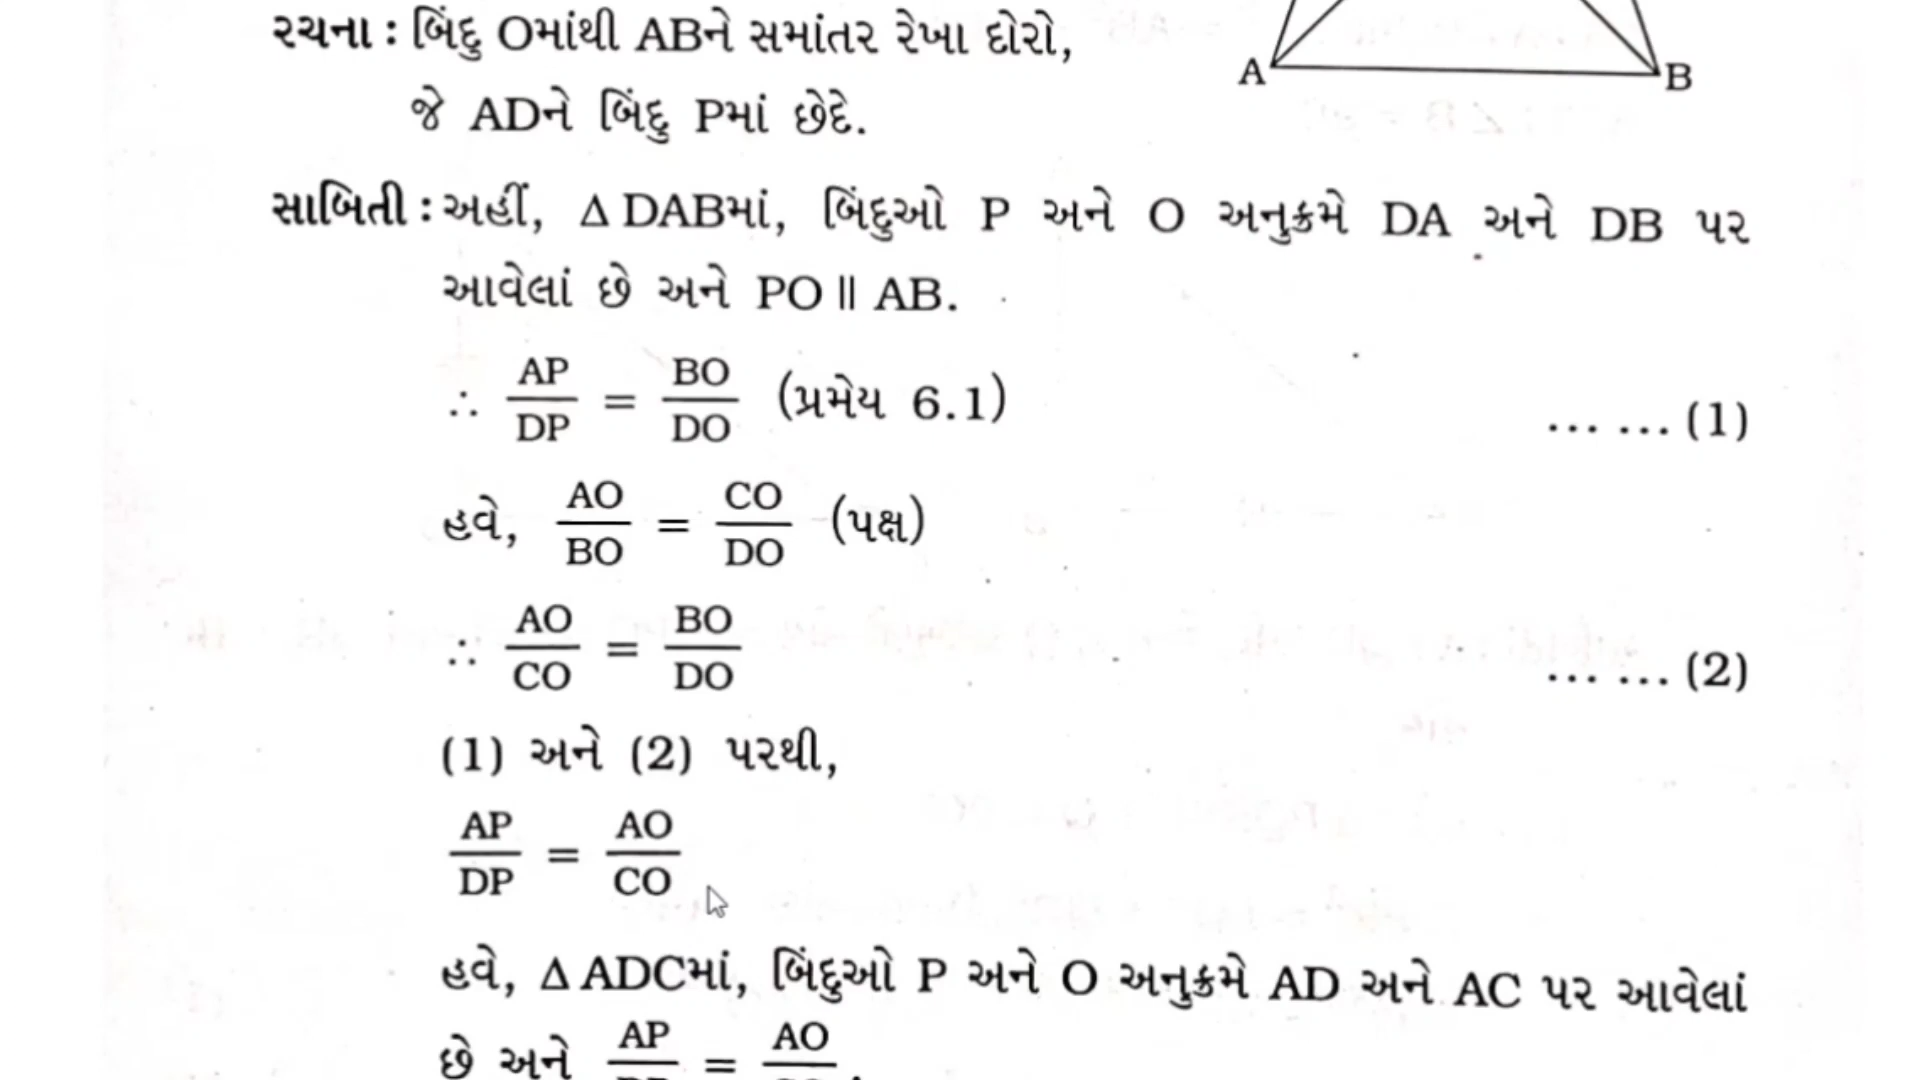 રચના : બિંદુ Oમાંથી ABને સમાંતર રેખા દોરો,
જે ADને બિંદુ Pમાં છેદે.
A
B
સાબિતી : અહીં, Δ DABમાં, બિંદુઓ P અને O અનુક્રમે DA અને DB પર
આવેલાં છે અને PO || AB.
∴ AP/DP = BO/DO (પ્રમેય 6.1) ... ... (1)
હવે, AO/BO = CO/DO (પક્ષ)
∴ AO/CO = BO/DO ... ... (2)
(1) અને (2) પરથી,
AP/DP = AO/CO
હવે, Δ ADCમાં, બિંદુઓ P અને O અનુક્રમે AD અને AC પર આવેલાં
છે અને AP = AO